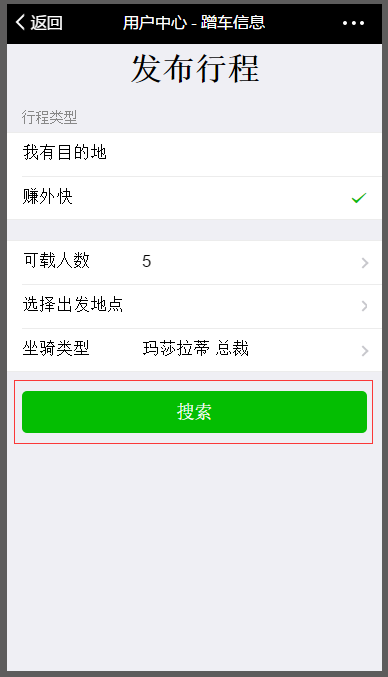 返回 用户中心 - 蹭车信息
发布行程
行程类型
我有目的地
赚外快
可载人数 5
选择出发地点
坐骑类型 玛莎拉蒂 总裁
搜索